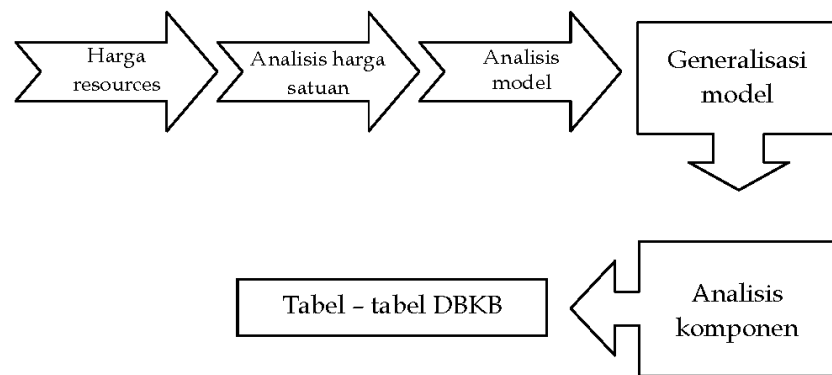 Harga
resources
Analisis harga
satuan
Analisis
model
Generalisasi
model
Analisis
komponen
Tabel – tabel DBKB